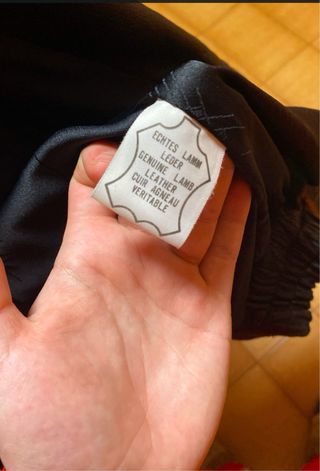 ECHTES LAMM
LEDER
GENUINE LAMB
LEATHER
CUIR AGNEAU
VERITABLE